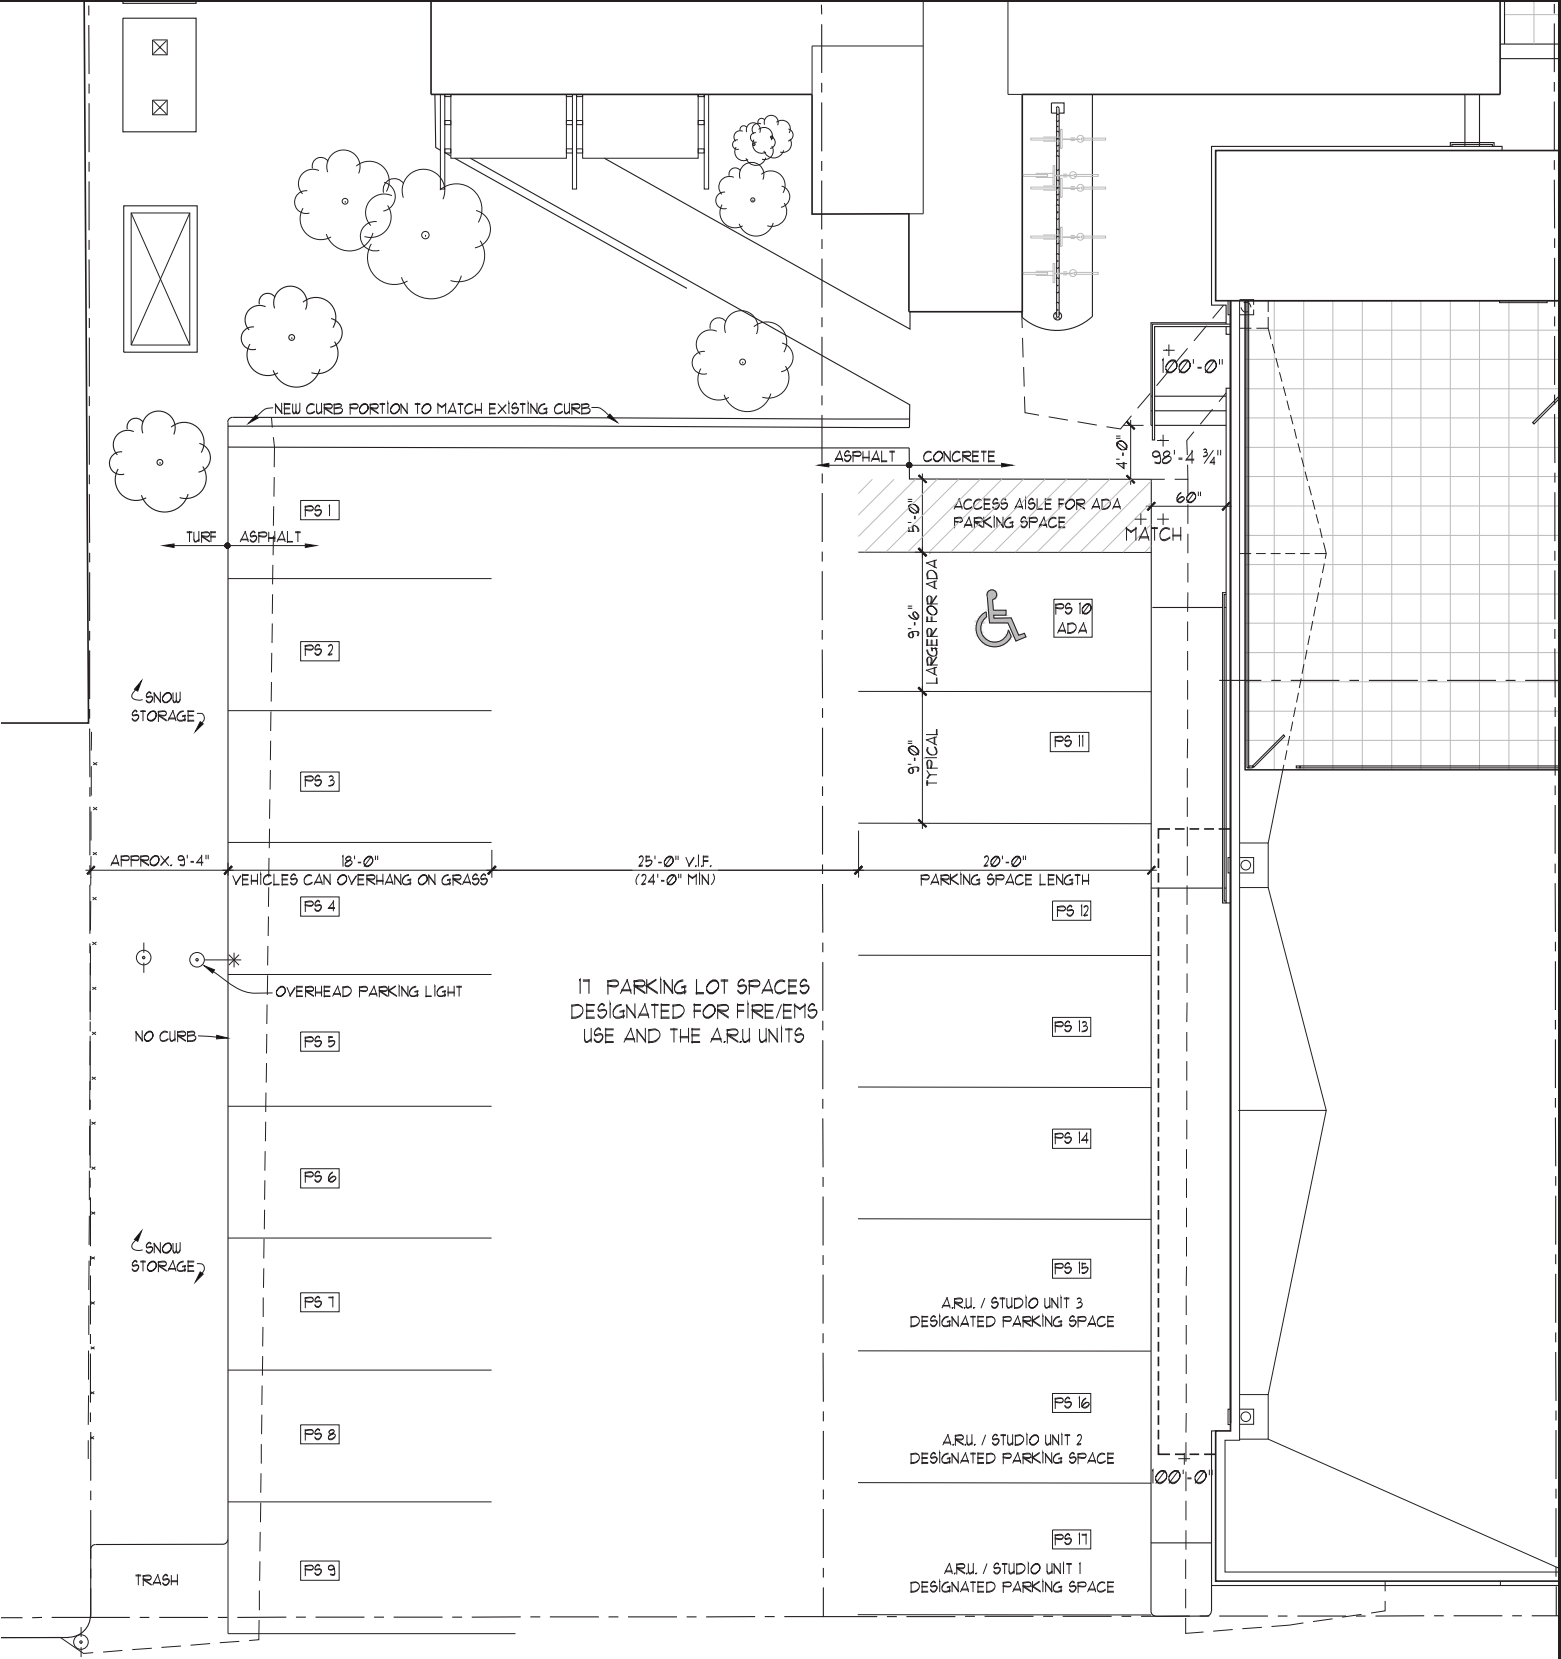 100'-0"
NEW CURB PORTION TO MATCH EXISTING CURB
ASPHALT
CONCRETE
4'-0"
98'-4 3/4"
60"
5'-0"
ACCESS AISLE FOR ADA
PARKING SPACE
MATCH
PS 1
TURF
ASPHALT
9'-6"
LARGER FOR ADA
PS 10
ADA
PS 2
SNOW
STORAGE
9'-0"
TYPICAL
PS 11
PS 3
APPROX. 9'-4"
18'-0"
VEHICLES CAN OVERHANG ON GRASS
25'-0" V.I.F.
(24'-0" MIN)
20'-0"
PARKING SPACE LENGTH
PS 4
PS 12
OVERHEAD PARKING LIGHT
17 PARKING LOT SPACES
DESIGNATED FOR FIRE/EMS
USE AND THE A.R.U UNITS
NO CURB
PS 5
PS 13
PS 14
PS 6
SNOW
STORAGE
PS 15
PS 7
A.R.U. / STUDIO UNIT 3
DESIGNATED PARKING SPACE
PS 16
PS 8
A.R.U. / STUDIO UNIT 2
DESIGNATED PARKING SPACE
100'-0"
PS 17
PS 9
TRASH
A.R.U. / STUDIO UNIT 1
DESIGNATED PARKING SPACE